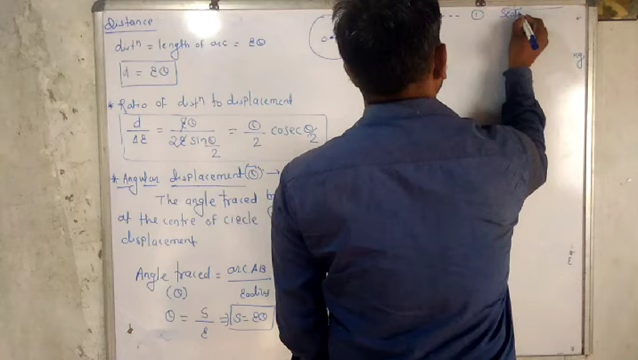 Distance
distⁿ = length of arc = rθ
d = rθ
* Ratio of distⁿ to displacement
d/Δr = rθ/2r sinθ/2 = θ/2 cosec θ/2
* Angular displacement (θ) →
The angle traced
at the centre of circle
displacement
Angle traced = arc AB/radius
(θ)
θ = S/r ⇒ S = rθ
①